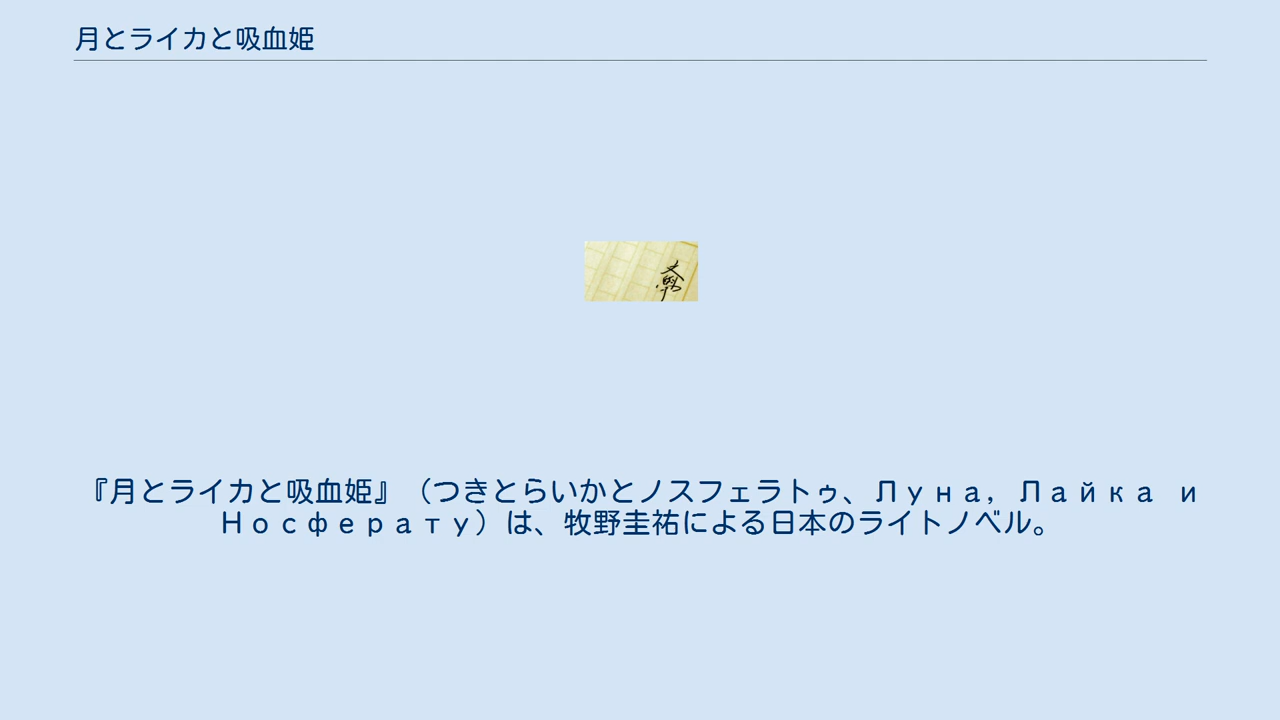 月とライカと吸血姫
『月とライカと吸血姫』（つきとらいかとノスフェラトゥ、Луна, Лайка и
Носферату）は、牧野圭祐による日本のライトノベル。